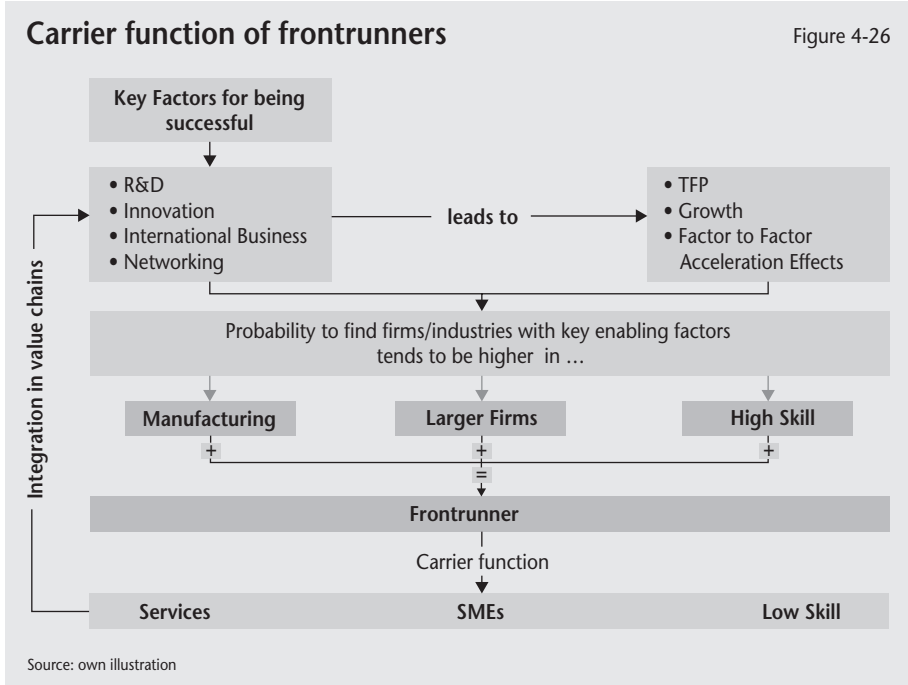 Carrier function of frontrunners
Figure 4-26
Key Factors for being
successful
• R&D
• Innovation
• International Business
• Networking
leads to
• TFP
• Growth
• Factor to Factor
Acceleration Effects
Integration in value chains
Probability to find firms/industries with key enabling factors
tends to be higher in …
Manufacturing
Larger Firms
High Skill
+
+
+
=
Frontrunner
Carrier function
Services
SMEs
Low Skill
Source: own illustration